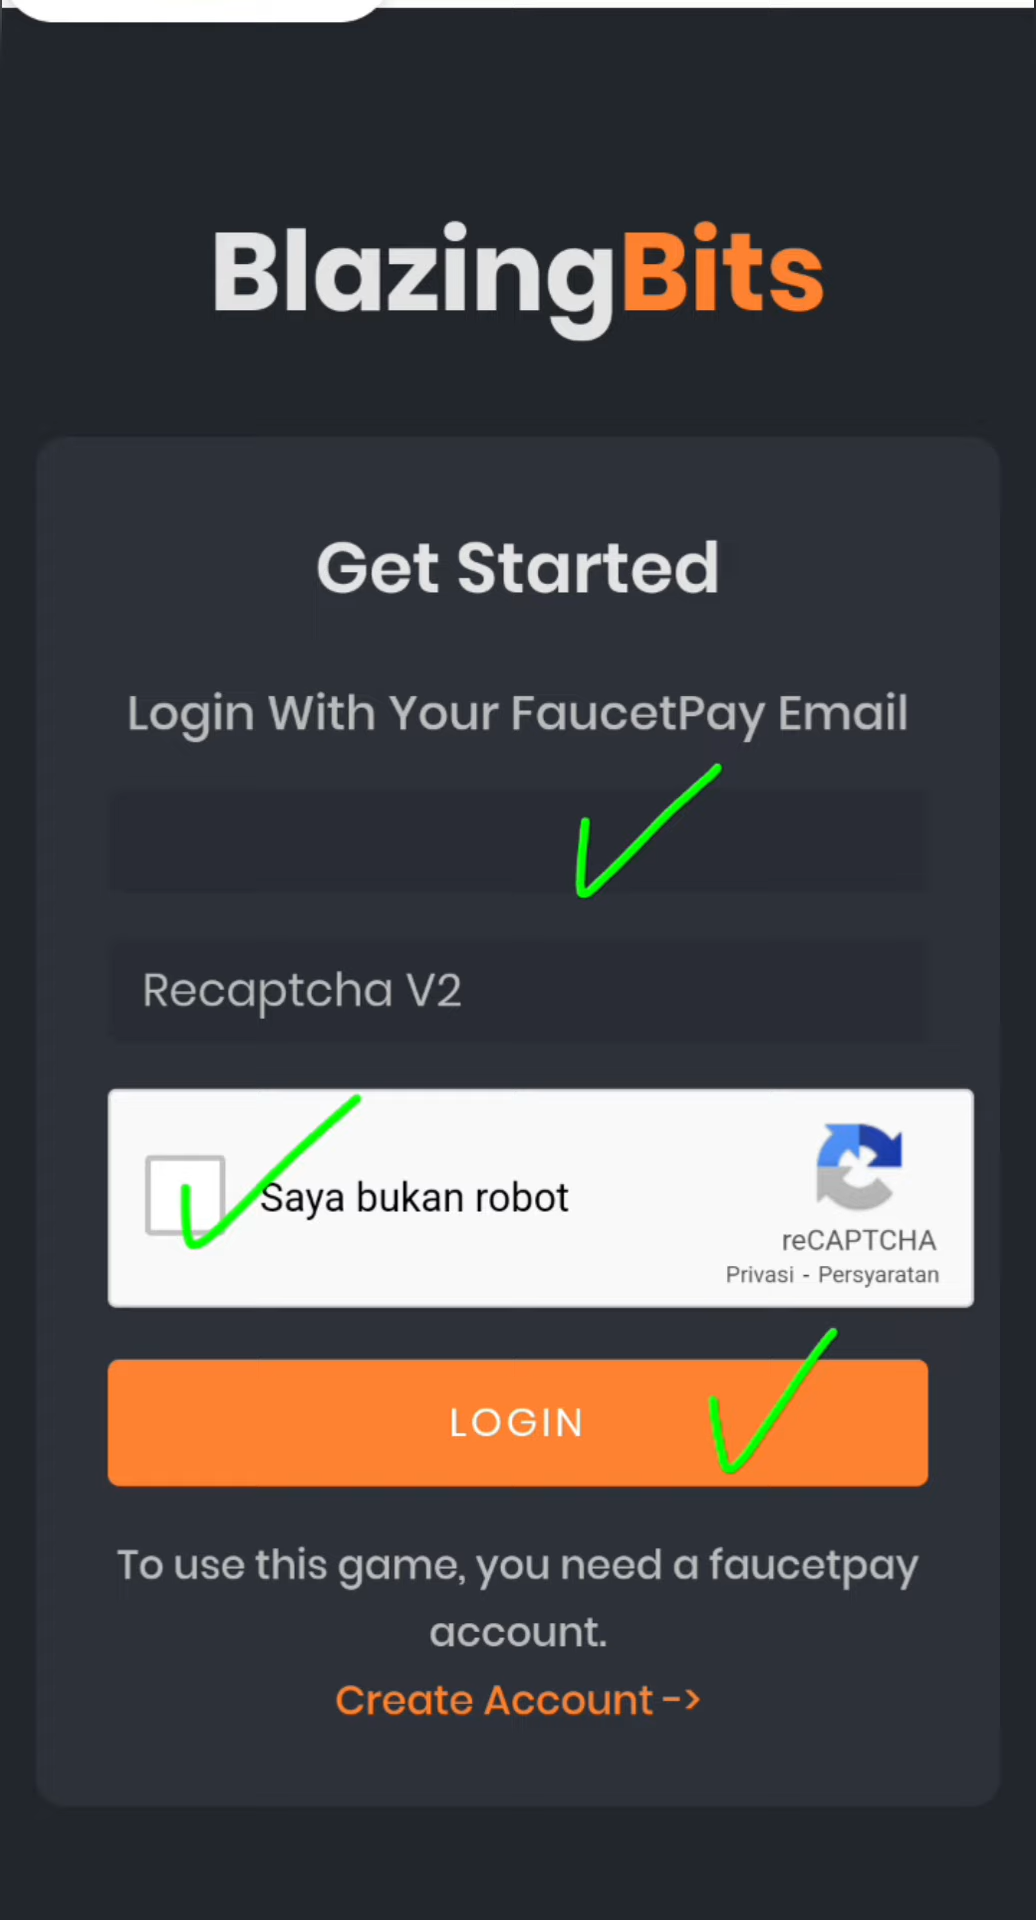 BlazingBits
Get Started
Login With Your FaucetPay Email
Recaptcha V2
Saya bukan robot
reCAPTCHA
Privasi - Persyaratan
LOGIN
To use this game, you need a faucetpay
account.
Create Account ->